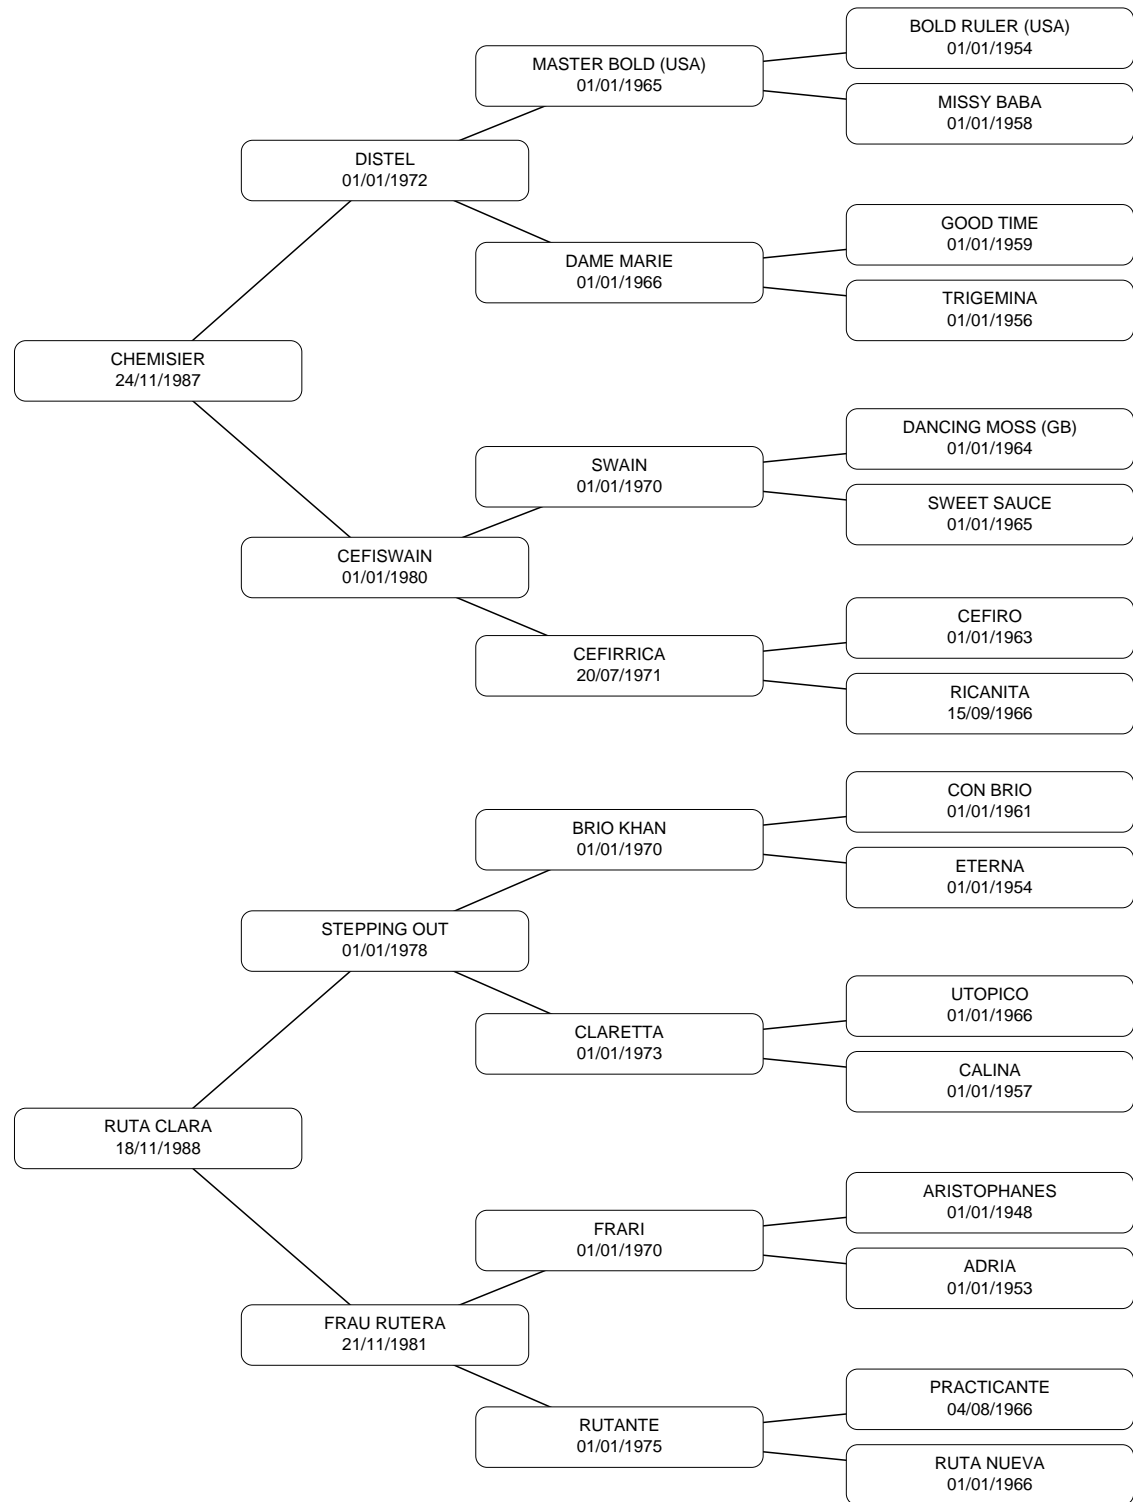 BOLD RULER (USA)
01/01/1954
MASTER BOLD (USA)
01/01/1965
MISSY BABA
01/01/1958
DISTEL
01/01/1972
GOOD TIME
01/01/1959
DAME MARIE
01/01/1966
TRIGEMINA
01/01/1956
CHEMISIER
24/11/1987
DANCING MOSS (GB)
01/01/1964
SWAIN
01/01/1970
SWEET SAUCE
01/01/1965
CEFISWAIN
01/01/1980
CEFIRO
01/01/1963
CEFIRRICA
20/07/1971
RICANITA
15/09/1966
CON BRIO
01/01/1961
BRIO KHAN
01/01/1970
ETERNA
01/01/1954
STEPPING OUT
01/01/1978
UTOPICO
01/01/1966
CLARETTA
01/01/1973
CALINA
01/01/1957
RUTA CLARA
18/11/1988
ARISTOPHANES
01/01/1948
FRARI
01/01/1970
ADRIA
01/01/1953
FRAU RUTERA
21/11/1981
PRACTICANTE
04/08/1966
RUTANTE
01/01/1975
RUTA NUEVA
01/01/1966